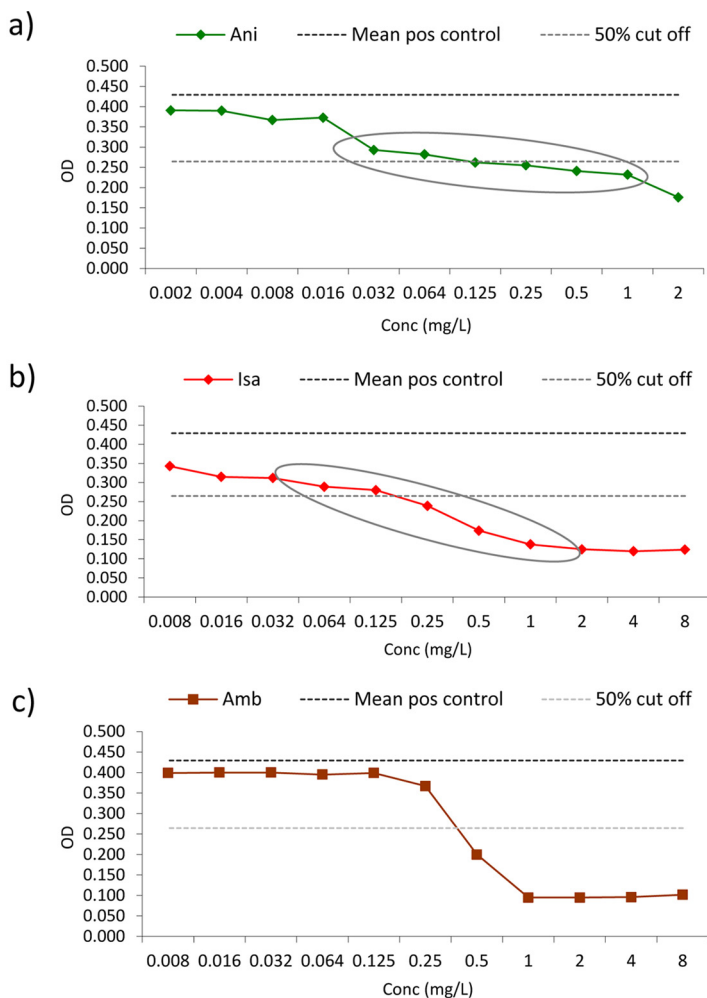 a)
Ani Mean pos control 50% cut off
0.500
0.450
0.400
0.350
0.300
0.250
0.200
0.150
0.100
0.050
0.000
OD
0.002 0.004 0.008 0.016 0.032 0.064 0.125 0.25 0.5 1 2
Conc (mg/L)
b)
Isa Mean pos control 50% cut off
0.500
0.450
0.400
0.350
0.300
0.250
0.200
0.150
0.100
0.050
0.000
OD
0.008 0.016 0.032 0.064 0.125 0.25 0.5 1 2 4 8
Conc (mg/L)
c)
Amb Mean pos control 50% cut off
0.500
0.450
0.400
0.350
0.300
0.250
0.200
0.150
0.100
0.050
0.000
OD
0.008 0.016 0.032 0.064 0.125 0.25 0.5 1 2 4 8
Conc (mg/L)